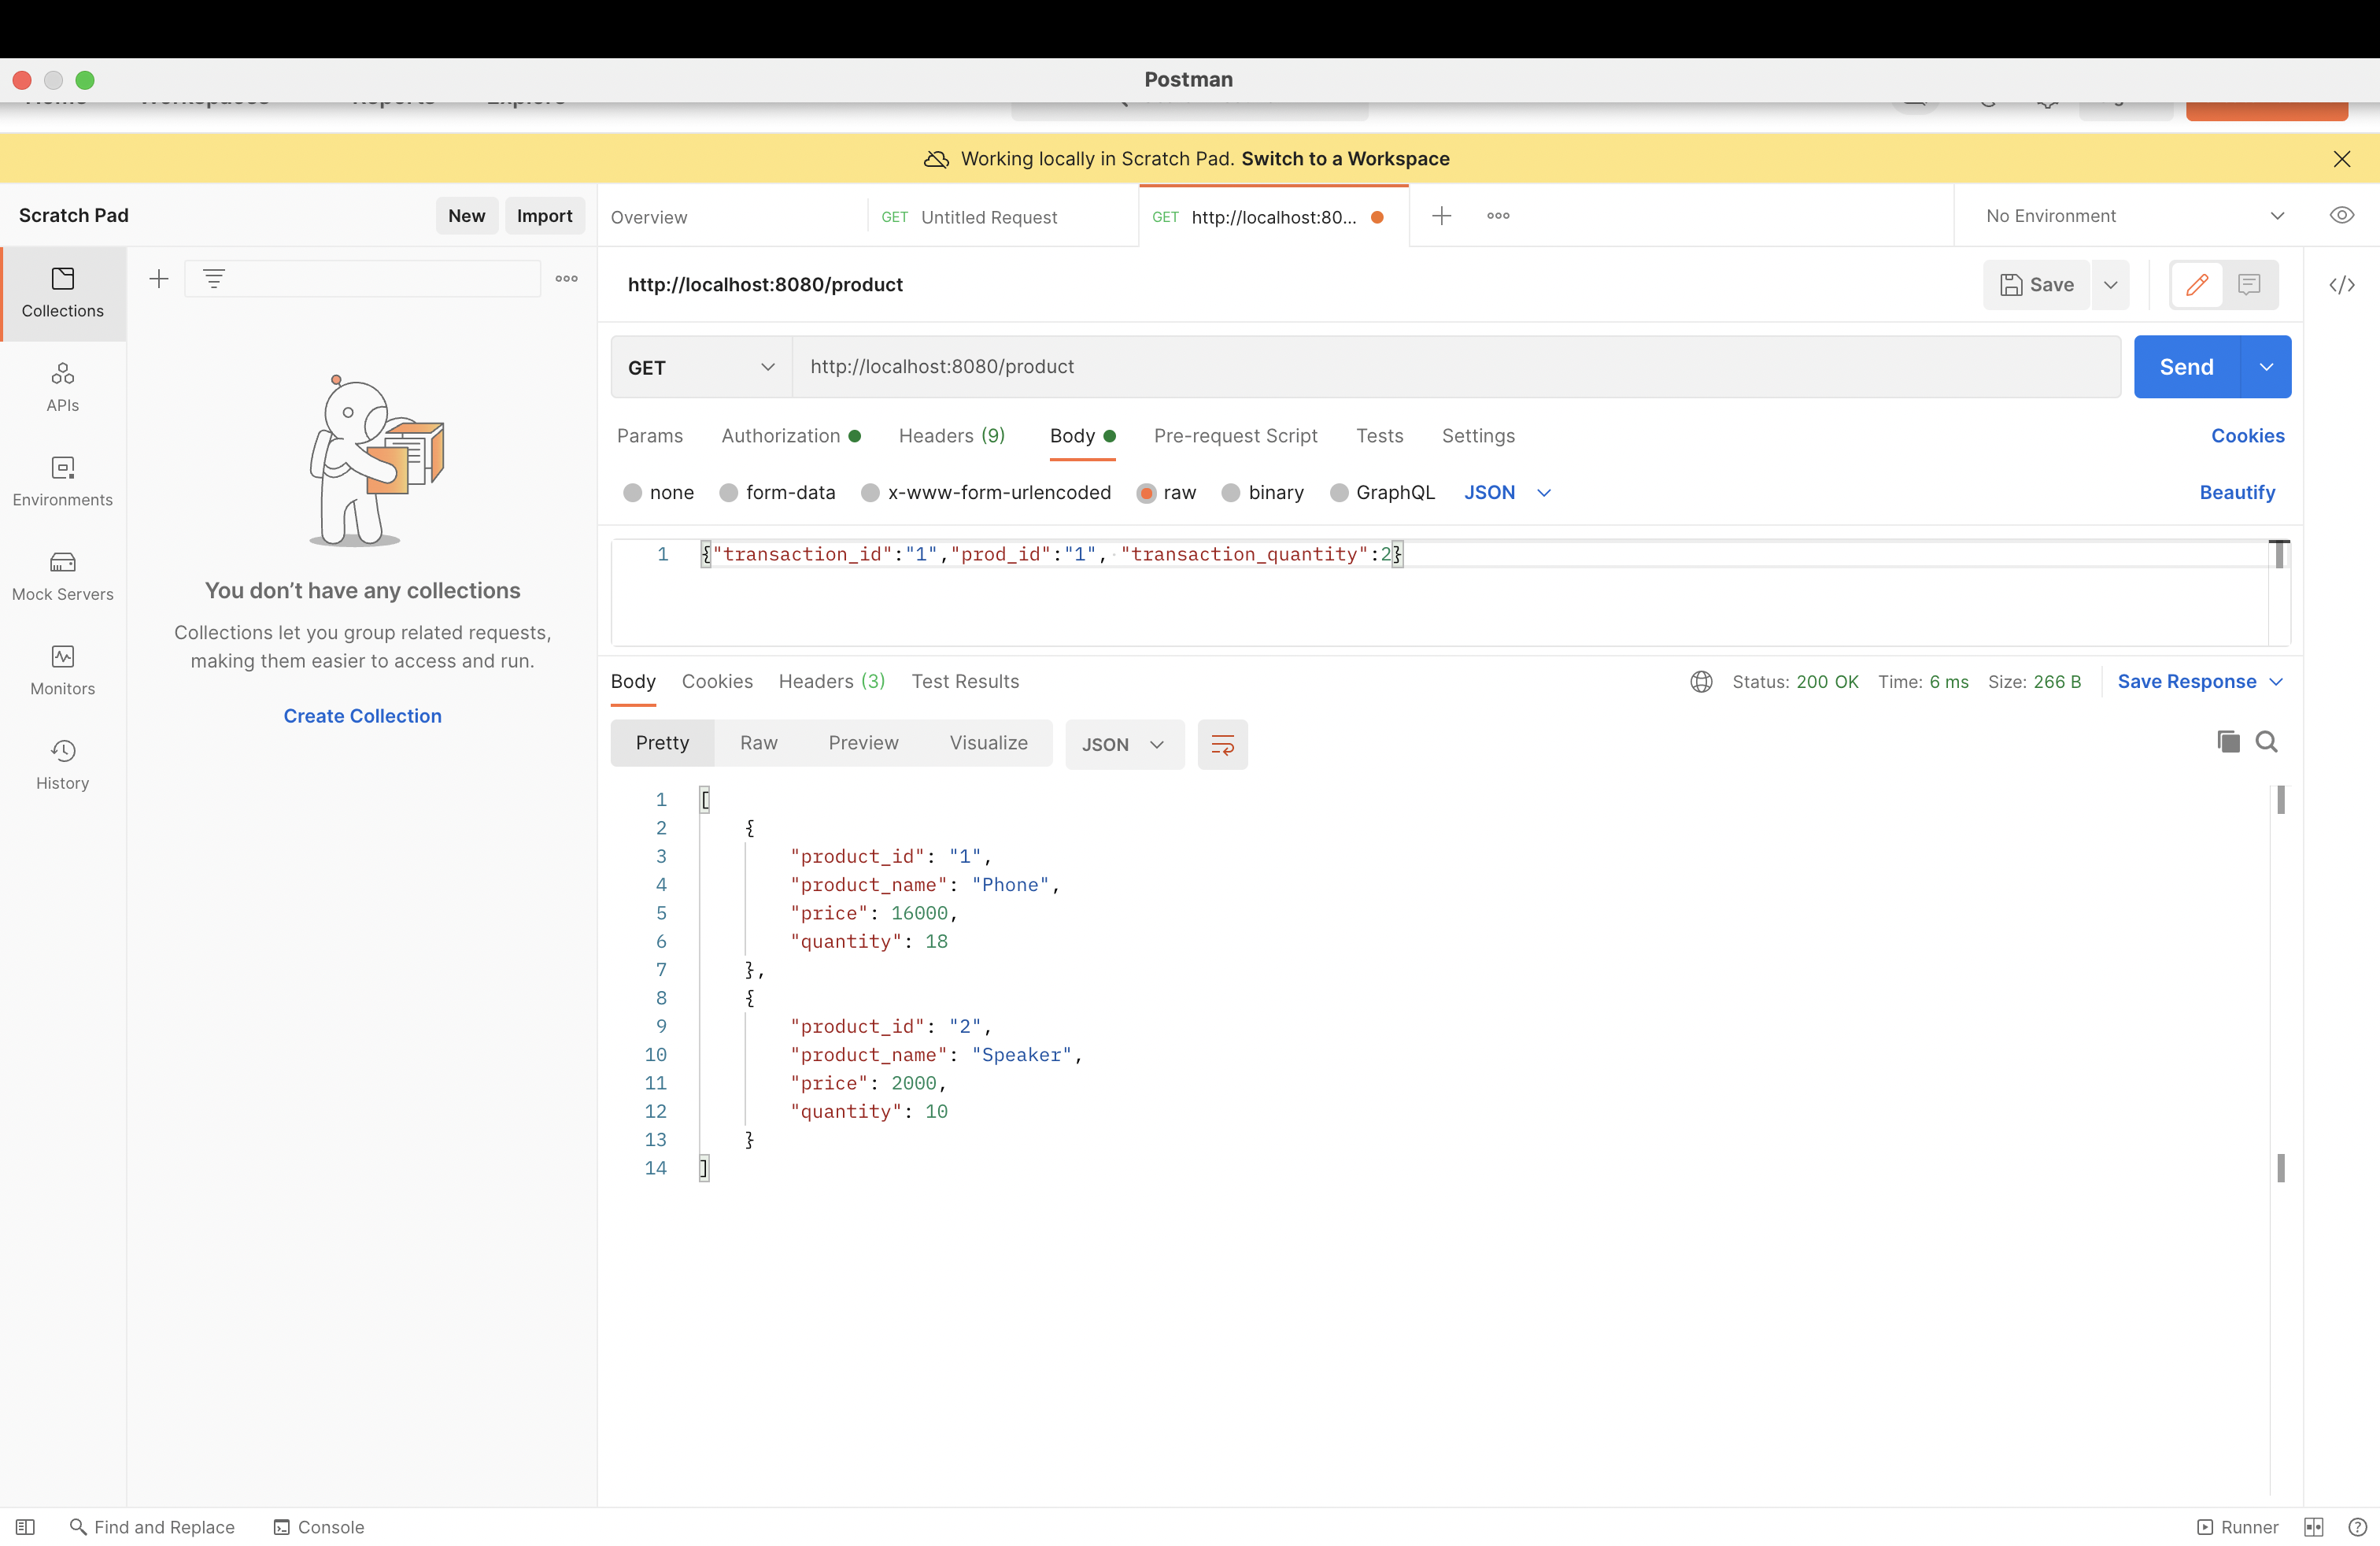 Postman
Working locally in Scratch Pad. Switch to a Workspace
Scratch Pad
New
Import
Overview
GET Untitled Request
GET http://localhost:80...
No Environment
Collections
APIs
Environments
Mock Servers
Monitors
History
You don’t have any collections
Collections let you group related requests,
making them easier to access and run.
Create Collection
http://localhost:8080/product
Save
GET
http://localhost:8080/product
Send
Params
Authorization
Headers (9)
Body
Pre-request Script
Tests
Settings
Cookies
none
form-data
x-www-form-urlencoded
raw
binary
GraphQL
JSON
Beautify
1 {"transaction_id":"1","prod_id":"1", "transaction_quantity":2}
Body
Cookies
Headers (3)
Test Results
Status: 200 OK
Time: 6 ms
Size: 266 B
Save Response
Pretty
Raw
Preview
Visualize
JSON
1 [
2 {
3 "product_id": "1",
4 "product_name": "Phone",
5 "price": 16000,
6 "quantity": 18
7 },
8 {
9 "product_id": "2",
10 "product_name": "Speaker",
11 "price": 2000,
12 "quantity": 10
13 }
14 ]
Find and Replace
Console
Runner